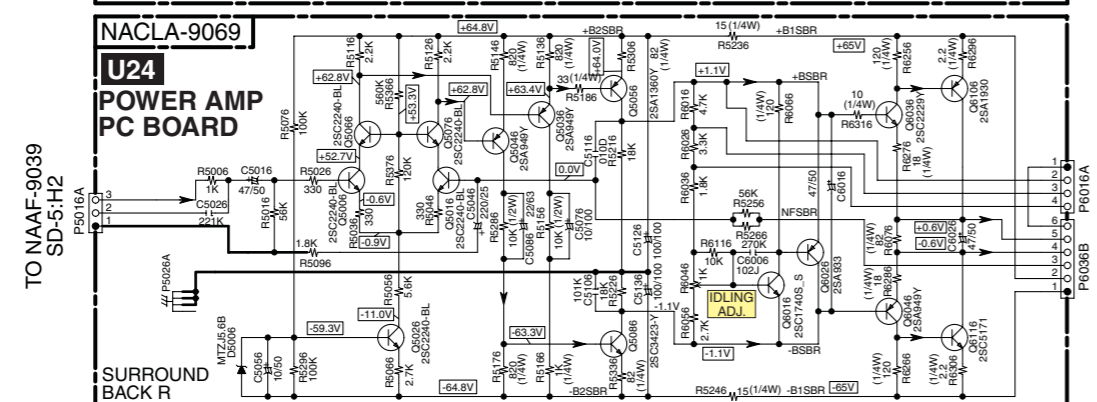 NACLA-9069
U24
POWER AMP
PC BOARD
TO NAAF-9039
SD-5:H2
P5016A
3
2
1
R5006
1K
C5016
47/50
C5026
221K
R5016
56K
R5026
330
R5096
1.8K
P5026A
R5076
100K
R5116
2.2K
+62.8V
560K
R5366
+53.3V
R5126
2.2K
+64.8V
+62.8V
Q5066
2SC2240-BL
Q5076
2SC2240-BL
+52.7V
R5376
120K
Q5006
2SC2240-BL
R5036
330
-0.6V
-0.9V
330
R5046
Q5016
2SC2240-BL
C5046
220/25
R5056
5.6K
-11.0V
-59.3V
Q5026
2SC2240-BL
R5066
2.7K
MTZJ5.6B
D5006
C5056
10/50
R5296
100K
SURROUND
BACK R
-64.8V
R5146
820
(1/4W)
R5136
820
(1/4W)
+63.4V
Q5046
2SA949Y
Q5036
2SA949Y
33(1/4W)
R5186
+B2SBR
+64.0V
R5306
82
(1/4W)
Q5056
2SA1360Y
C5116
010D
R5216
18K
0.0V
R5286
10K (1/2W)
C5086
22/63
R5156
10K (1/2W)
C5076
10/100
C5126
100/100
C5106
101K
R5226
18K
C5136
100/100
-1.1V
-63.3V
Q5086
2SC3423-Y
R5176
820
(1/4W)
R5166
1K
(1/4W)
R5336
82
(1/4W)
-B2SBR
15 (1/4W)
R5236
+B1SBR
+65V
+1.1V
+BSBR
R6016
4.7K
R6026
3.3K
R6036
1.8K
(1/4W)
120
R6066
10
(1/4W)
R6316
47/50
C6016
56K
R5256
NFSBR
R5266
270K
R6116
10K
C6006
102J
R6046
1K
IDLING
ADJ.
R6056
2.7K
Q6016
2SC1740S_S
Q6026
2SA933
-1.1V
-BSBR
R5246
15(1/4W)
-B1SBR
-65V
120
(1/4W)
R6256
2.2
(1/4W)
R6296
Q6036
2SC2229Y
Q6106
2SA1930
R6276
18
(1/4W)
+0.6V
-0.6V
(1/4W)
82
R6076
C6026
47/50
(1/4W)
18
R6286
Q6046
2SA949Y
Q6116
2SC5171
(1/4W)
120
R6266
(1/4W)
2.2
R6306
1
2
3
4
P6016A
6
5
4
3
2
1
P6036B